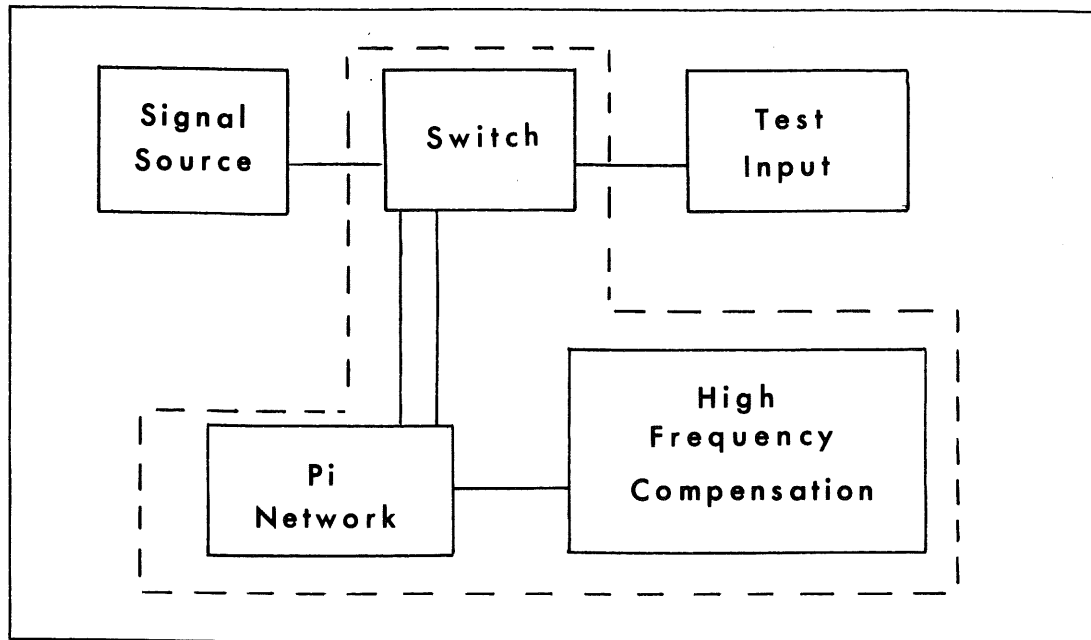 Signal
Source
Switch
Test
Input
Pi
Network
High
Frequency
Compensation